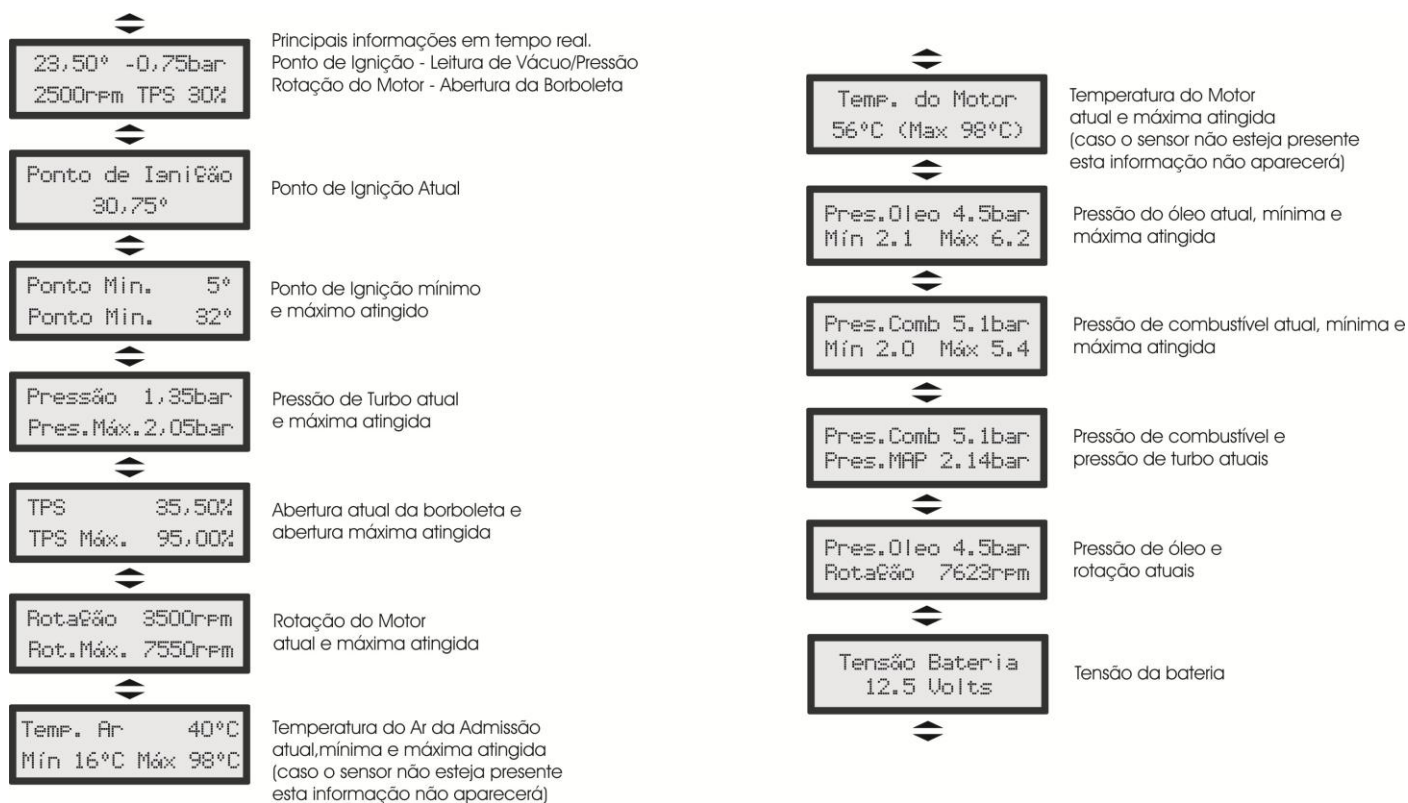 23,50° -0,75bar
2500rpm TPS 30%
Principais informações em tempo real.
Ponto de Ignição - Leitura de Vácuo/Pressão
Rotação do Motor - Abertura da Borboleta
Ponto de Ignição
30,75°
Ponto de Ignição Atual
Ponto Min. 5°
Ponto Min. 32°
Ponto de Ignição mínimo
e máximo atingido
Pressão 1,35bar
Pres.Máx.2,05bar
Pressão de Turbo atual
e máxima atingida
TPS 35,50%
TPS Máx. 95,00%
Abertura atual da borboleta e
abertura máxima atingida
Rotação 3500rpm
Rot.Máx. 7550rpm
Rotação do Motor
atual e máxima atingida
Temp. Ar 40°C
Mín 16°C Máx 98°C
Temperatura do Ar da Admissão
atual,mínima e máxima atingida
(caso o sensor não esteja presente
esta informação não aparecerá)
Temp. do Motor
56°C (Max 98°C)
Temperatura do Motor
atual e máxima atingida
(caso o sensor não esteja presente
esta informação não aparecerá)
Pres.Oleo 4.5bar
Mín 2.1 Máx 6.2
Pressão do óleo atual, mínima e
máxima atingida
Pres.Comb 5.1bar
Mín 2.0 Máx 5.4
Pressão de combustível atual, mínima e
máxima atingida
Pres.Comb 5.1bar
Pres.MAP 2.14bar
Pressão de combustível e
pressão de turbo atuais
Pres.Oleo 4.5bar
Rotação 7623rpm
Pressão de óleo e
rotação atuais
Tensão Bateria
12.5 Volts
Tensão da bateria